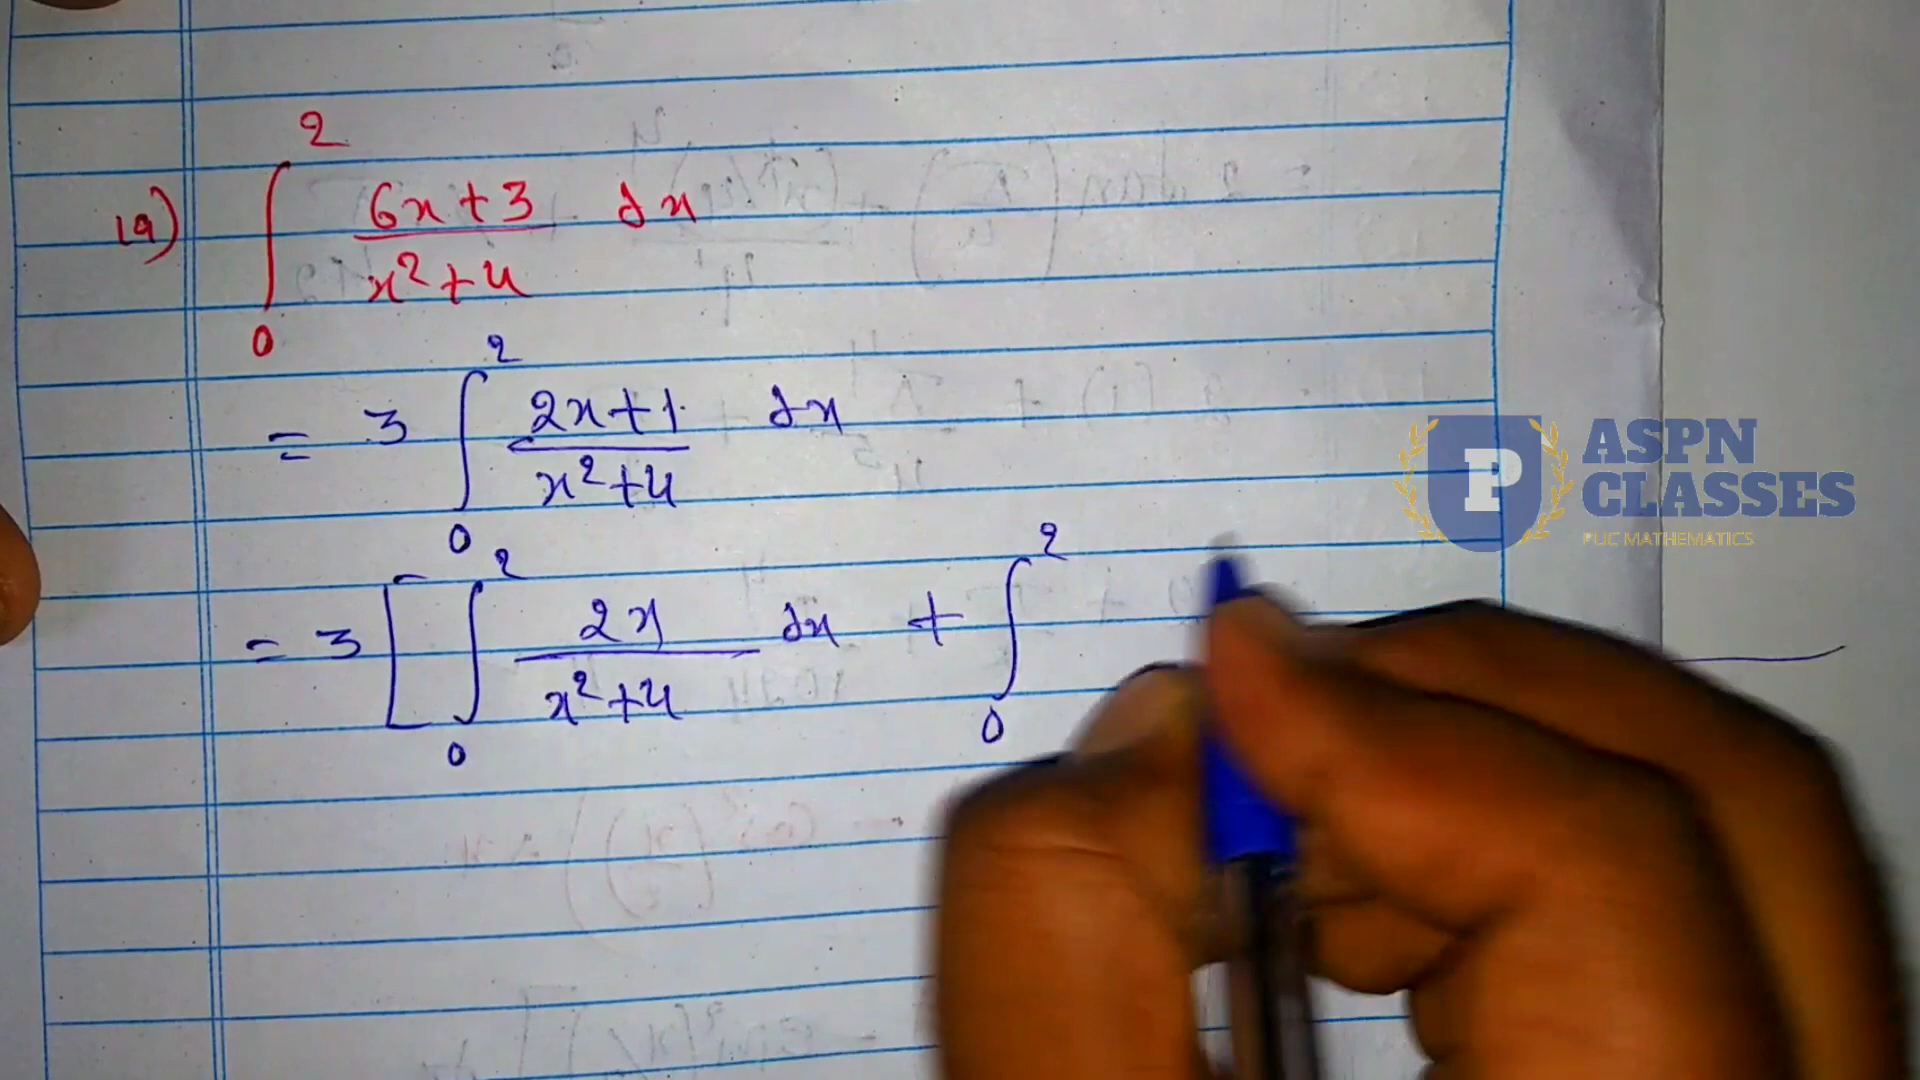 19) ∫₀² (6x+3)/(x²+4) dx
= 3 ∫₀² (2x+1)/(x²+4) dx
= 3 [ ∫₀² 2x/(x²+4) dx + ∫₀²
ASPN
CLASSES
PUC MATHEMATICS